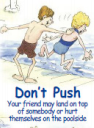 Don't Push
Your friend may land on top
of somebody or hurt
themselves on the poolside